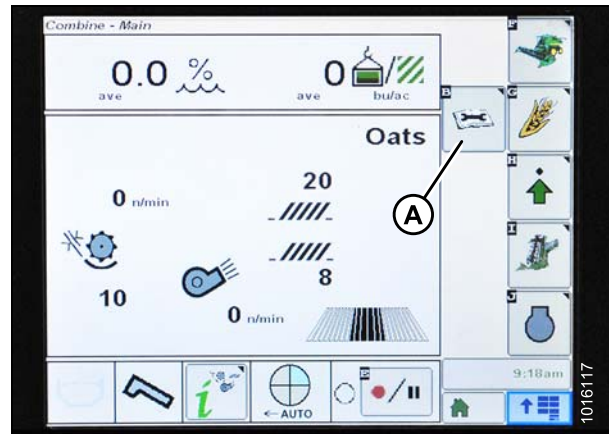 Combine - Main
0.0 %
ave
0
ave bu/ac
B
F
G
H
I
J
Oats
A
0 n/min
20
8
10
0 n/min
i
← AUTO
E
/
9:18am
1016117